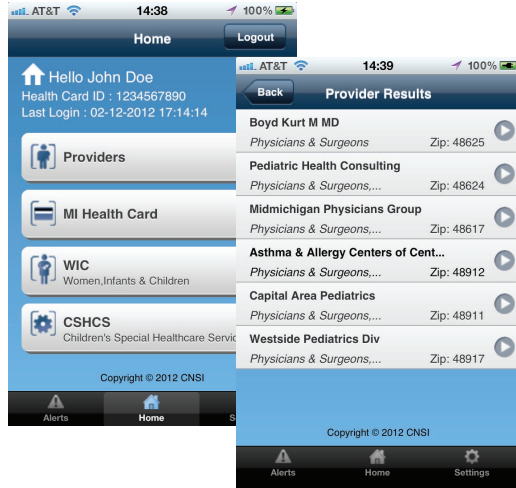 AT&T 14:38 100%
Home
Logout
Hello John Doe
Health Card ID : 1234567890
Last Login : 02-12-2012 17:14:14
Providers
MI Health Card
WIC
Women,Infants & Children
CSHCS
Children's Special Healthcare Servic
Copyright © 2012 CNSI
Alerts Home S
AT&T 14:39 100%
Back
Provider Results
Boyd Kurt M MD
Physicians & Surgeons Zip: 48625
Pediatric Health Consulting
Physicians & Surgeons,... Zip: 48624
Midmichigan Physicians Group
Physicians & Surgeons,... Zip: 48617
Asthma & Allergy Centers of Cent...
Physicians & Surgeons,... Zip: 48912
Capital Area Pediatrics
Physicians & Surgeons,... Zip: 48911
Westside Pediatrics Div
Physicians & Surgeons,... Zip: 48917
Copyright © 2012 CNSI
Alerts Home Settings